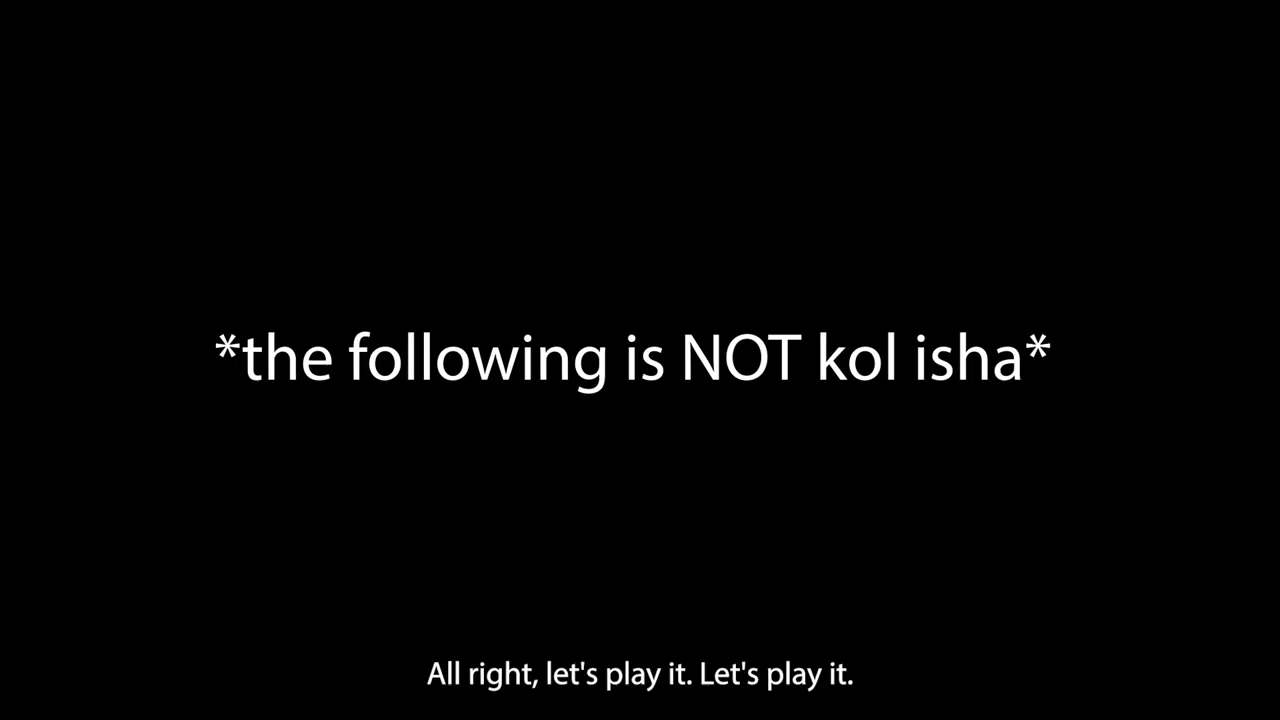 *the following is NOT kol isha*
All right, let's play it. Let's play it.